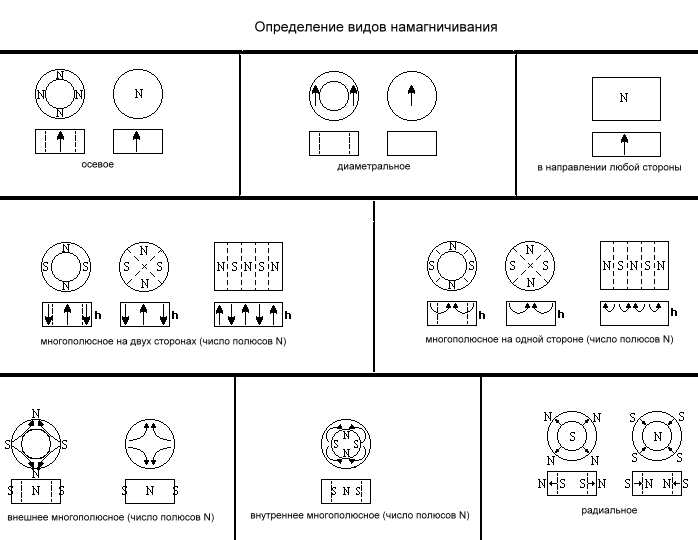 Определение видов намагничивания
N
N N N
N
осевое
диаметральное
N
в направлении любой стороны
N N
S S S S N S N S N
N N
h h h
многополюсное на двух сторонах (число полюсов N)
N N
S S S S N S N S N
N N
h h h
многополюсное на одной стороне (число полюсов N)
N
S S
N
S N S S N S
внешнее многополюсное (число полюсов N)
N
S S
N
S N S
внутреннее многополюсное (число полюсов N)
N N S S
S N
N N S S
N S S N S N N S
радиальное